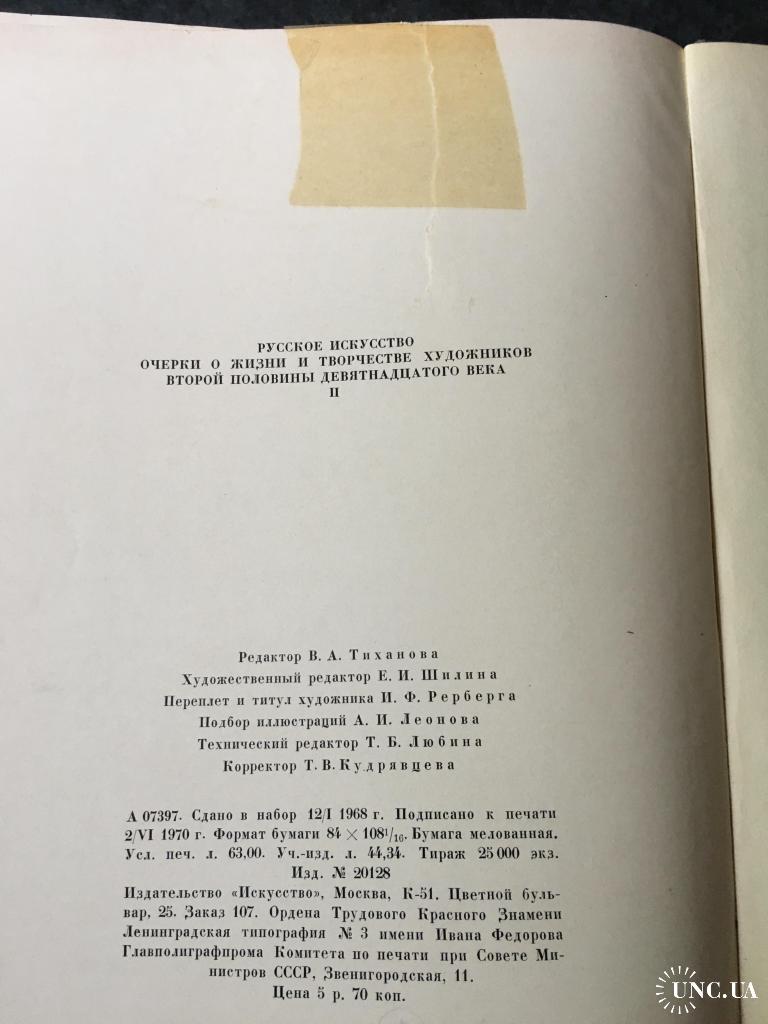 РУССКОЕ ИСКУССТВО
ОЧЕРКИ О ЖИЗНИ И ТВОРЧЕСТВЕ ХУДОЖНИКОВ
ВТОРОЙ ПОЛОВИНЫ ДЕВЯТНАДЦАТОГО ВЕКА
II
Редактор В. А. Тиханова
Художественный редактор Е. И. Шилина
Переплет и титул художника И. Ф. Рерберга
Подбор иллюстраций А. И. Леонова
Технический редактор Т. Б. Любина
Корректор Т. В. Кудрявцева
А 07397. Сдано в набор 12/I 1968 г. Подписано к печати
2/VI 1970 г. Формат бумаги 84 × 108¹/₁₆. Бумага мелованная.
Усл. печ. л. 63,00. Уч.-изд. л. 44,34. Тираж 25 000 экз.
Изд. № 20128
Издательство «Искусство», Москва, К-51. Цветной буль-
вар, 25. Заказ 107. Ордена Трудового Красного Знамени
Ленинградская типография № 3 имени Ивана Федорова
Главполиграфпрома Комитета по печати при Совете Ми-
нистров СССР, Звенигородская, 11.
Цена 5 р. 70 коп.
UNC.UA